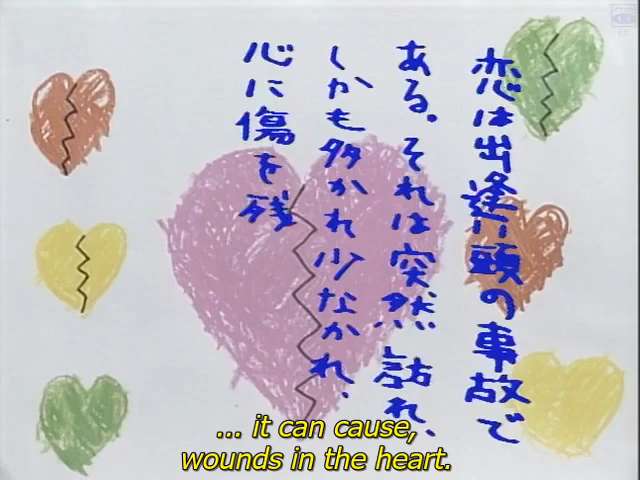 恋は出逢い頭の事故で
ある。それは突然訪れ、
しかも多かれ少なかれ、
心に傷を残
... it can cause,
wounds in the heart.